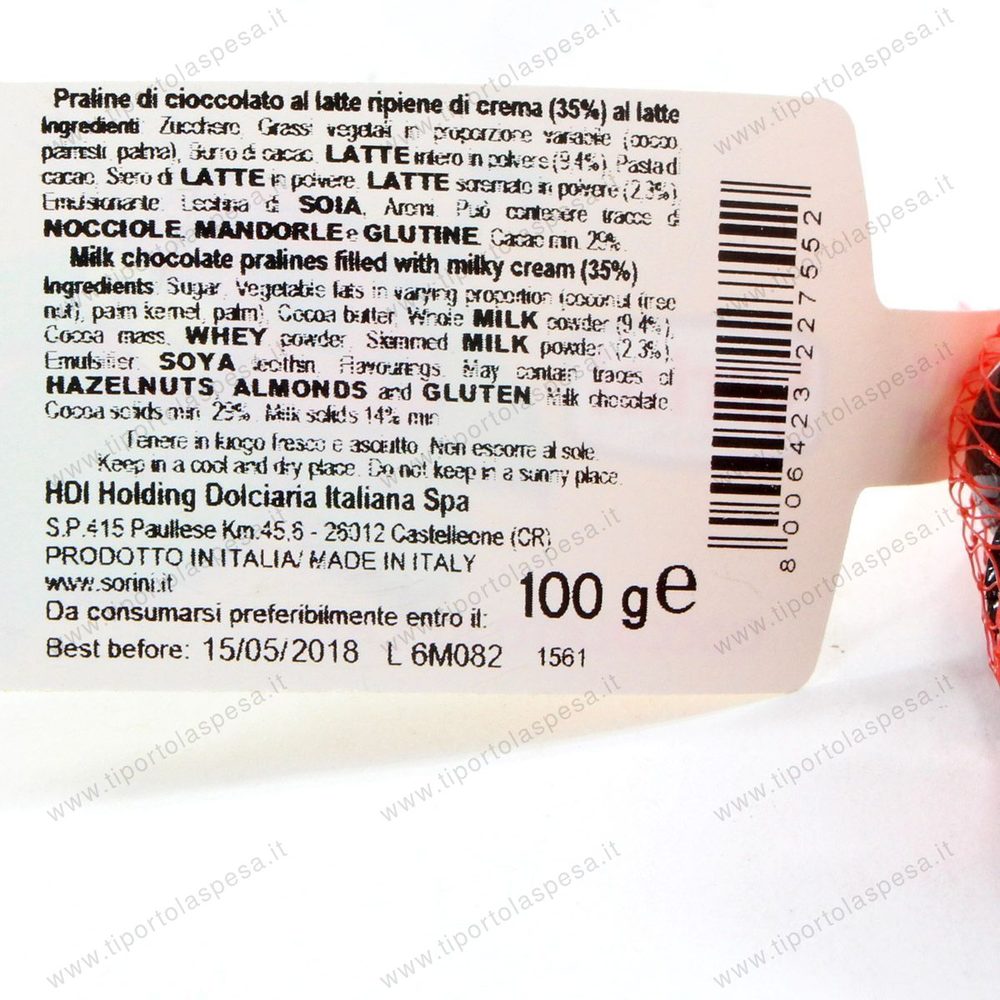 Praline di cioccolato al latte ripiene di crema (35%) al latte
Ingredienti: Zucchero, Grassi vegetali in proporzione variabile (cocco,
palmisti, palma), Burro di cacao, LATTE intero in polvere (9.4%), Pasta di
cacao, Siero di LATTE in polvere, LATTE scremato in polvere (2.3%),
Emulsionante: Lecitina di SOIA, Aromi. Può contenere tracce di
NOCCIOLE, MANDORLE e GLUTINE. Cacao min. 29%.
Milk chocolate pralines filled with milky cream (35%)
Ingredients: Sugar, Vegetable fats in varying proportion (coconut (tree
nut), palm kernel, palm), Cocoa butter, Whole MILK powder (9.4%),
Cocoa mass, WHEY powder, Skimmed MILK powder (2.3%),
Emulsifier: SOYA lecithin, Flavourings. May contain traces of
HAZELNUTS, ALMONDS and GLUTEN. Milk chocolate:
Cocoa solids min. 29%. Milk solids 14% min.
Tenere in luogo fresco e asciutto. Non esporre al sole.
Keep in a cool and dry place. Do not keep in a sunny place.
HDI Holding Dolciaria Italiana Spa
S.P.415 Paullese Km.45,6 - 26012 Castelleone (CR)
PRODOTTO IN ITALIA/ MADE IN ITALY
www.sorini.it
100 g e
Da consumarsi preferibilmente entro il:
Best before: 15/05/2018 L 6M082 1561
8 006423 227552
www.tiportolaspesa.it